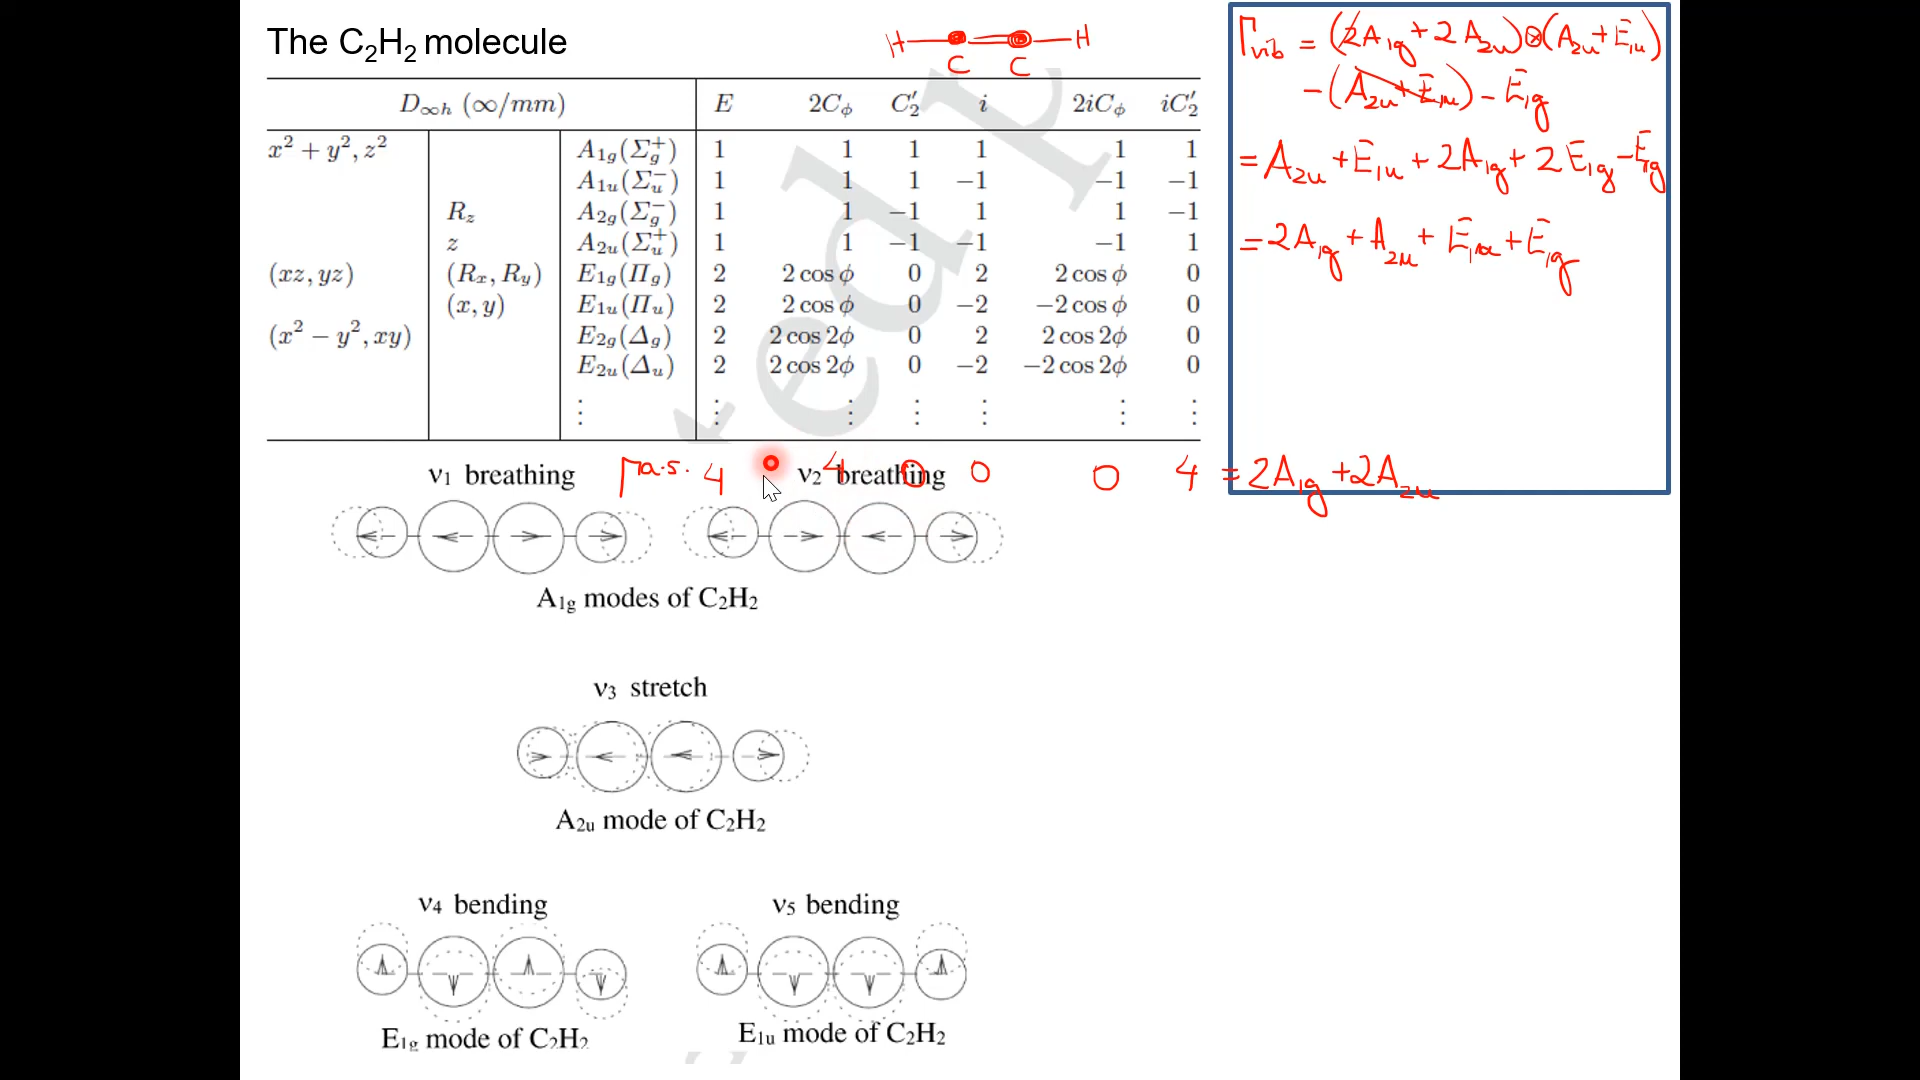 The C₂H₂ molecule
H C C H
D∞h (∞/mm) E 2Cϕ C₂′ i 2iCϕ iC₂′
x² + y², z² A₁g(Σg⁺) 1 1 1 1 1 1
A₁u(Σu⁻) 1 1 1 −1 −1 −1
Rz A₂g(Σg⁻) 1 1 −1 1 1 −1
z A₂u(Σu⁺) 1 1 −1 −1 −1 1
(xz, yz) (Rx, Ry) E₁g(Πg) 2 2 cos ϕ 0 2 2 cos ϕ 0
(x, y) E₁u(Πu) 2 2 cos ϕ 0 −2 −2 cos ϕ 0
(x² − y², xy) E₂g(Δg) 2 2 cos 2ϕ 0 2 2 cos 2ϕ 0
E₂u(Δu) 2 2 cos 2ϕ 0 −2 −2 cos 2ϕ 0
⋮ ⋮ ⋮ ⋮ ⋮ ⋮ ⋮
Γa.s. 4 4 0 0 0 4 = 2A₁g + 2A₂u
Γvib = (2A₁g + 2A₂u) ⊗ (A₂u + E₁u)
− (A₂u + E₁u) − E₁g
= A₂u + E₁u + 2A₁g + 2E₁g − E₁g
= 2A₁g + A₂u + E₁u + E₁g
ν₁ breathing ν₂ breathing
A₁g modes of C₂H₂
ν₃ stretch
A₂u mode of C₂H₂
ν₄ bending ν₅ bending
E₁g mode of C₂H₂ E₁u mode of C₂H₂